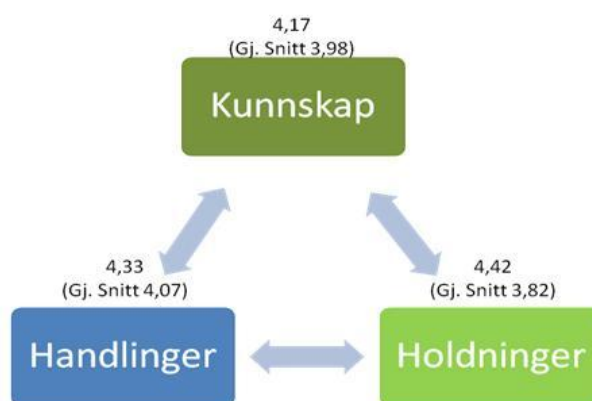 4,17
(Gj. Snitt 3,98)
Kunnskap
4,33
(Gj. Snitt 4,07)
Handlinger
4,42
(Gj. Snitt 3,82)
Holdninger